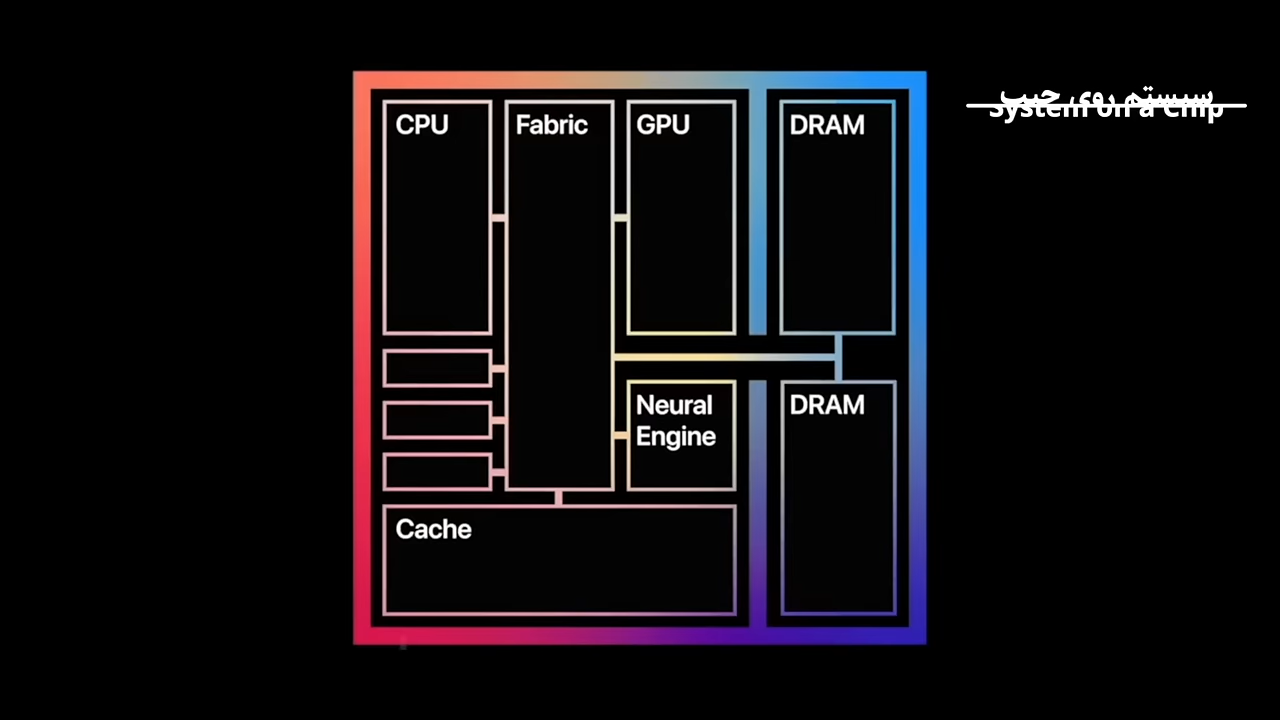 CPU
Fabric
GPU
DRAM
Neural
Engine
DRAM
Cache
سیستم روی چیپ
System on a Chip